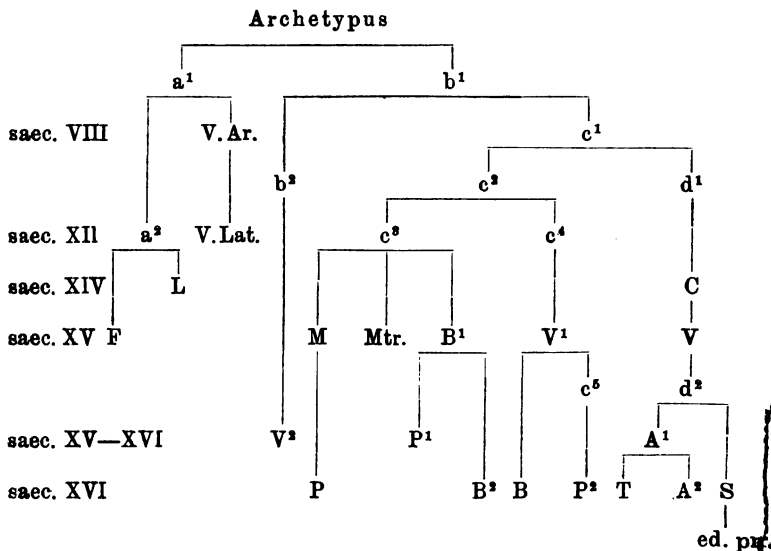 Archetypus
a¹ b¹
saec. VIII V. Ar. c¹
b² c² d¹
saec. XII a² V. Lat. c³ c⁴
saec. XIV L C
saec. XV F M Mtr. B¹ V¹ V
c⁵ d²
saec. XV—XVI V² P¹ A¹
saec. XVI P B² B P² T A² S
ed. pr.